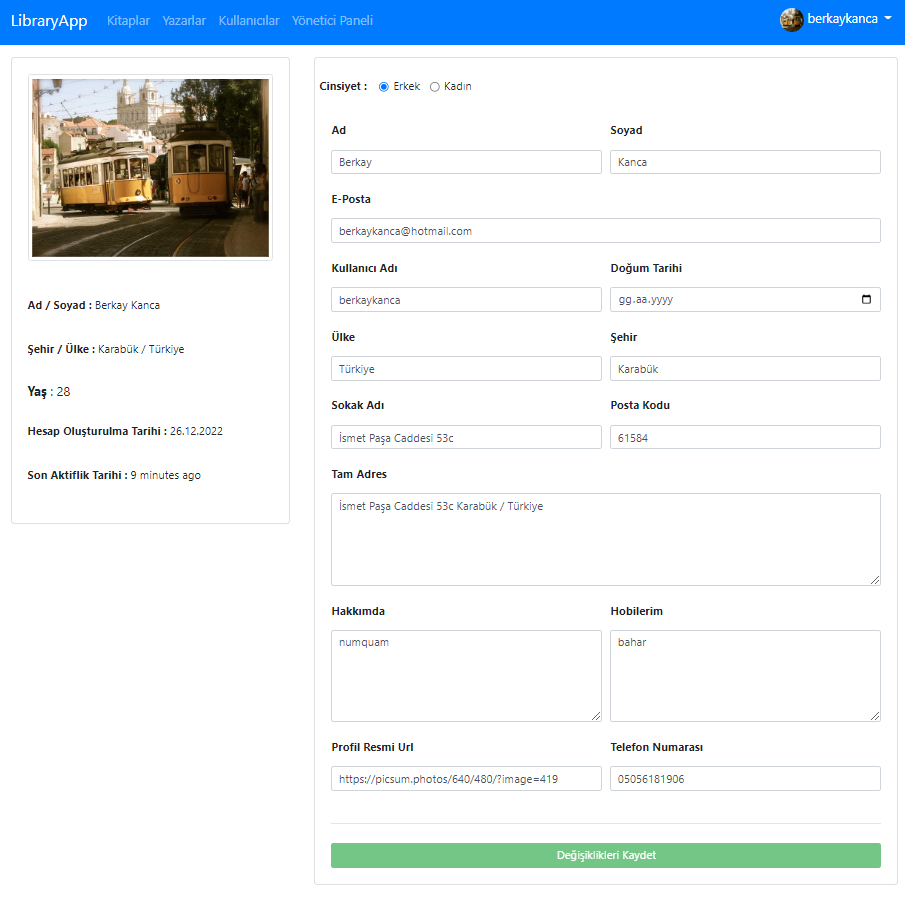 LibraryApp Kitaplar Yazarlar Kullanıcılar Yönetici Paneli berkaykanca
Ad / Soyad : Berkay Kanca
Şehir / Ülke : Karabük / Türkiye
Yaş : 28
Hesap Oluşturulma Tarihi : 26.12.2022
Son Aktiflik Tarihi : 9 minutes ago
Cinsiyet : Erkek Kadın
Ad Soyad
Berkay Kanca
E-Posta
berkaykanca@hotmail.com
Kullanıcı Adı Doğum Tarihi
berkaykanca gg.aa.yyyy
Ülke Şehir
Türkiye Karabük
Sokak Adı Posta Kodu
İsmet Paşa Caddesi 53c 61584
Tam Adres
İsmet Paşa Caddesi 53c Karabük / Türkiye
Hakkımda Hobilerim
numquam bahar
Profil Resmi Url Telefon Numarası
https://picsum.photos/640/480/?image=419 05056181906
Değişiklikleri Kaydet